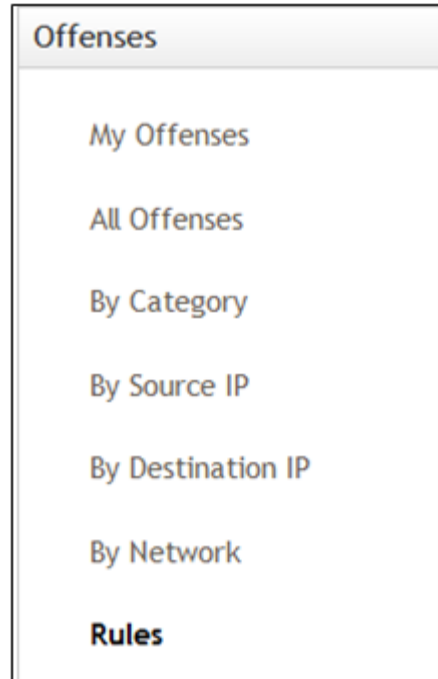 Offenses
My Offenses
All Offenses
By Category
By Source IP
By Destination IP
By Network
Rules